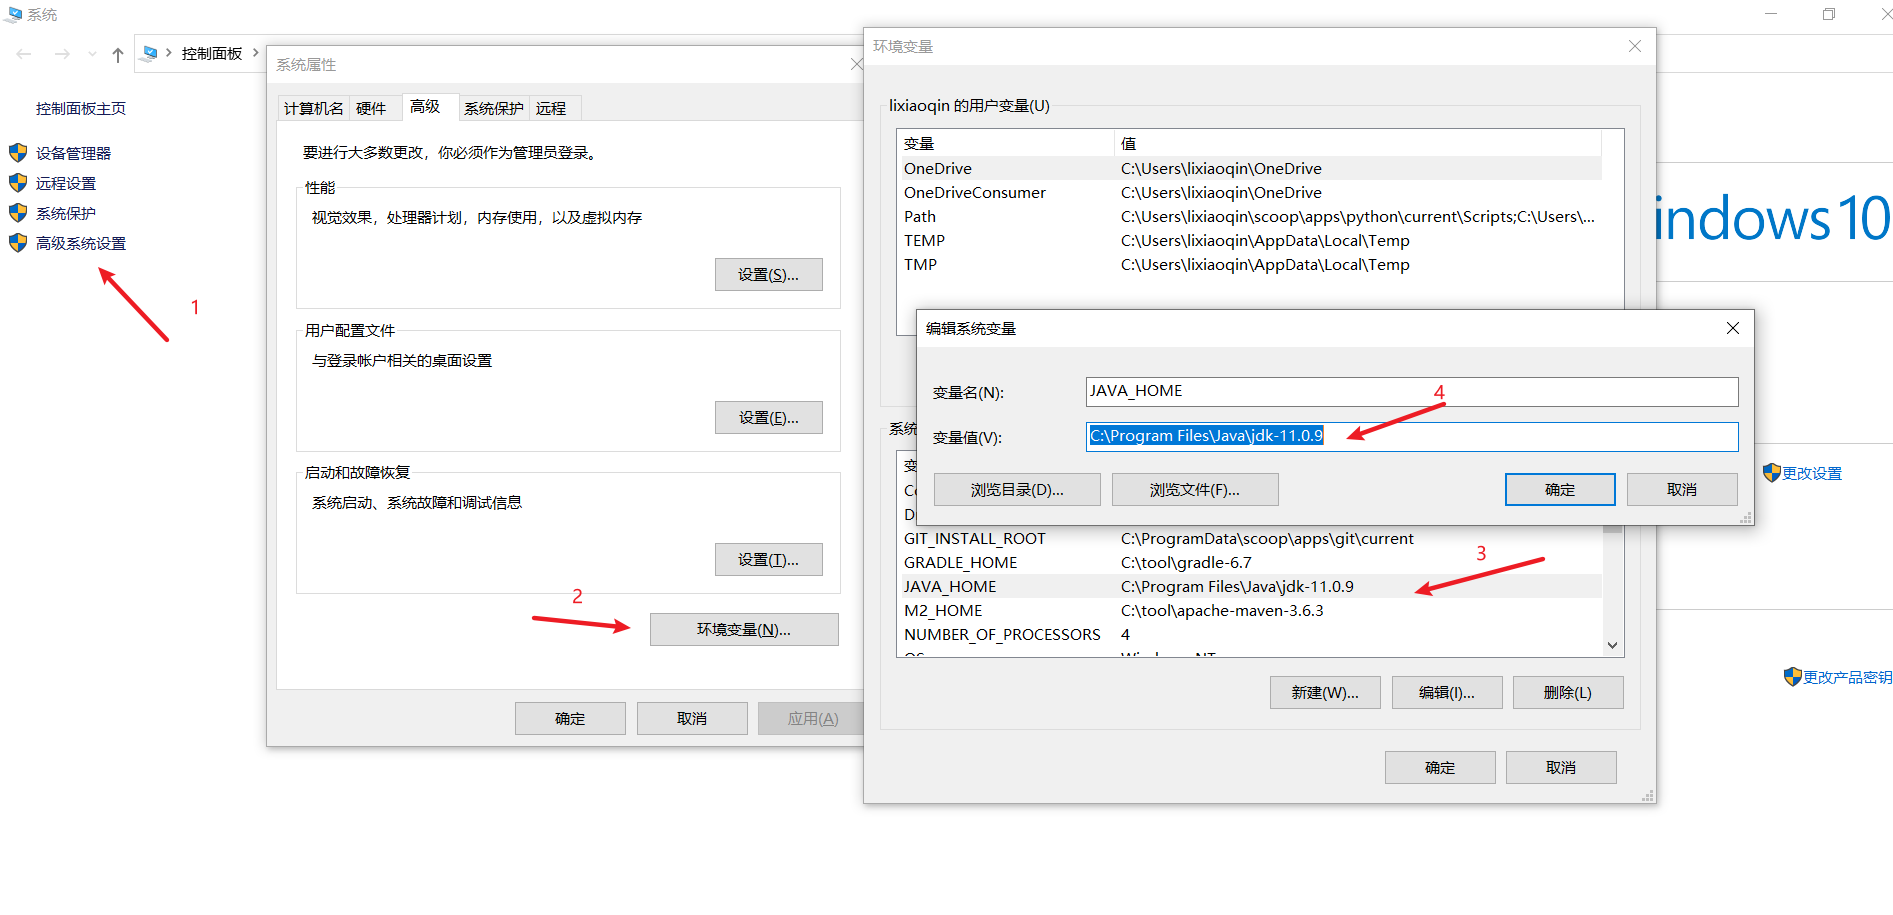 系统
控制面板
控制面板主页
设备管理器
远程设置
系统保护
高级系统设置
1
系统属性
计算机名 硬件 高级 系统保护 远程
要进行大多数更改，你必须作为管理员登录。
性能
视觉效果，处理器计划，内存使用，以及虚拟内存
设置(S)...
用户配置文件
与登录帐户相关的桌面设置
设置(E)...
启动和故障恢复
系统启动、系统故障和调试信息
设置(T)...
2
环境变量(N)...
确定 取消 应用(A)
环境变量
lixiaoqin 的用户变量(U)
变量 值
OneDrive C:\Users\lixiaoqin\OneDrive
OneDriveConsumer C:\Users\lixiaoqin\OneDrive
Path C:\Users\lixiaoqin\scoop\apps\python\current\Scripts;C:\Users\...
TEMP C:\Users\lixiaoqin\AppData\Local\Temp
TMP C:\Users\lixiaoqin\AppData\Local\Temp
编辑系统变量
变量名(N): JAVA_HOME
4
变量值(V): C:\Program Files\Java\jdk-11.0.9
浏览目录(D)... 浏览文件(F)... 确定 取消
系统
GIT_INSTALL_ROOT C:\ProgramData\scoop\apps\git\current
GRADLE_HOME C:\tool\gradle-6.7
3
JAVA_HOME C:\Program Files\Java\jdk-11.0.9
M2_HOME C:\tool\apache-maven-3.6.3
NUMBER_OF_PROCESSORS 4
新建(W)... 编辑(I)... 删除(L)
确定 取消
indows 10
更改设置
更改产品密钥